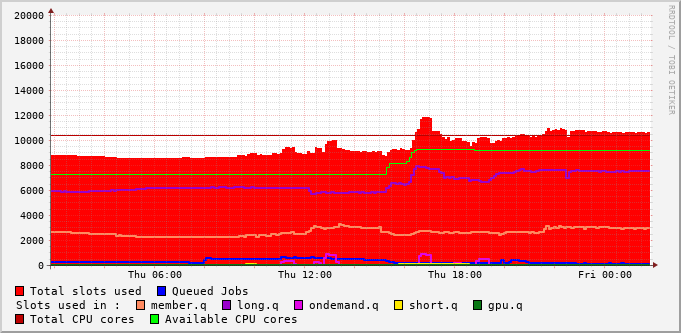 20000
18000
16000
14000
12000
10000
8000
6000
4000
2000
0
Thu 06:00 Thu 12:00 Thu 18:00 Fri 00:00
RRDTOOL / TOBI OETIKER
Total slots used Queued Jobs
Slots used in : member.q long.q ondemand.q short.q gpu.q
Total CPU cores Available CPU cores